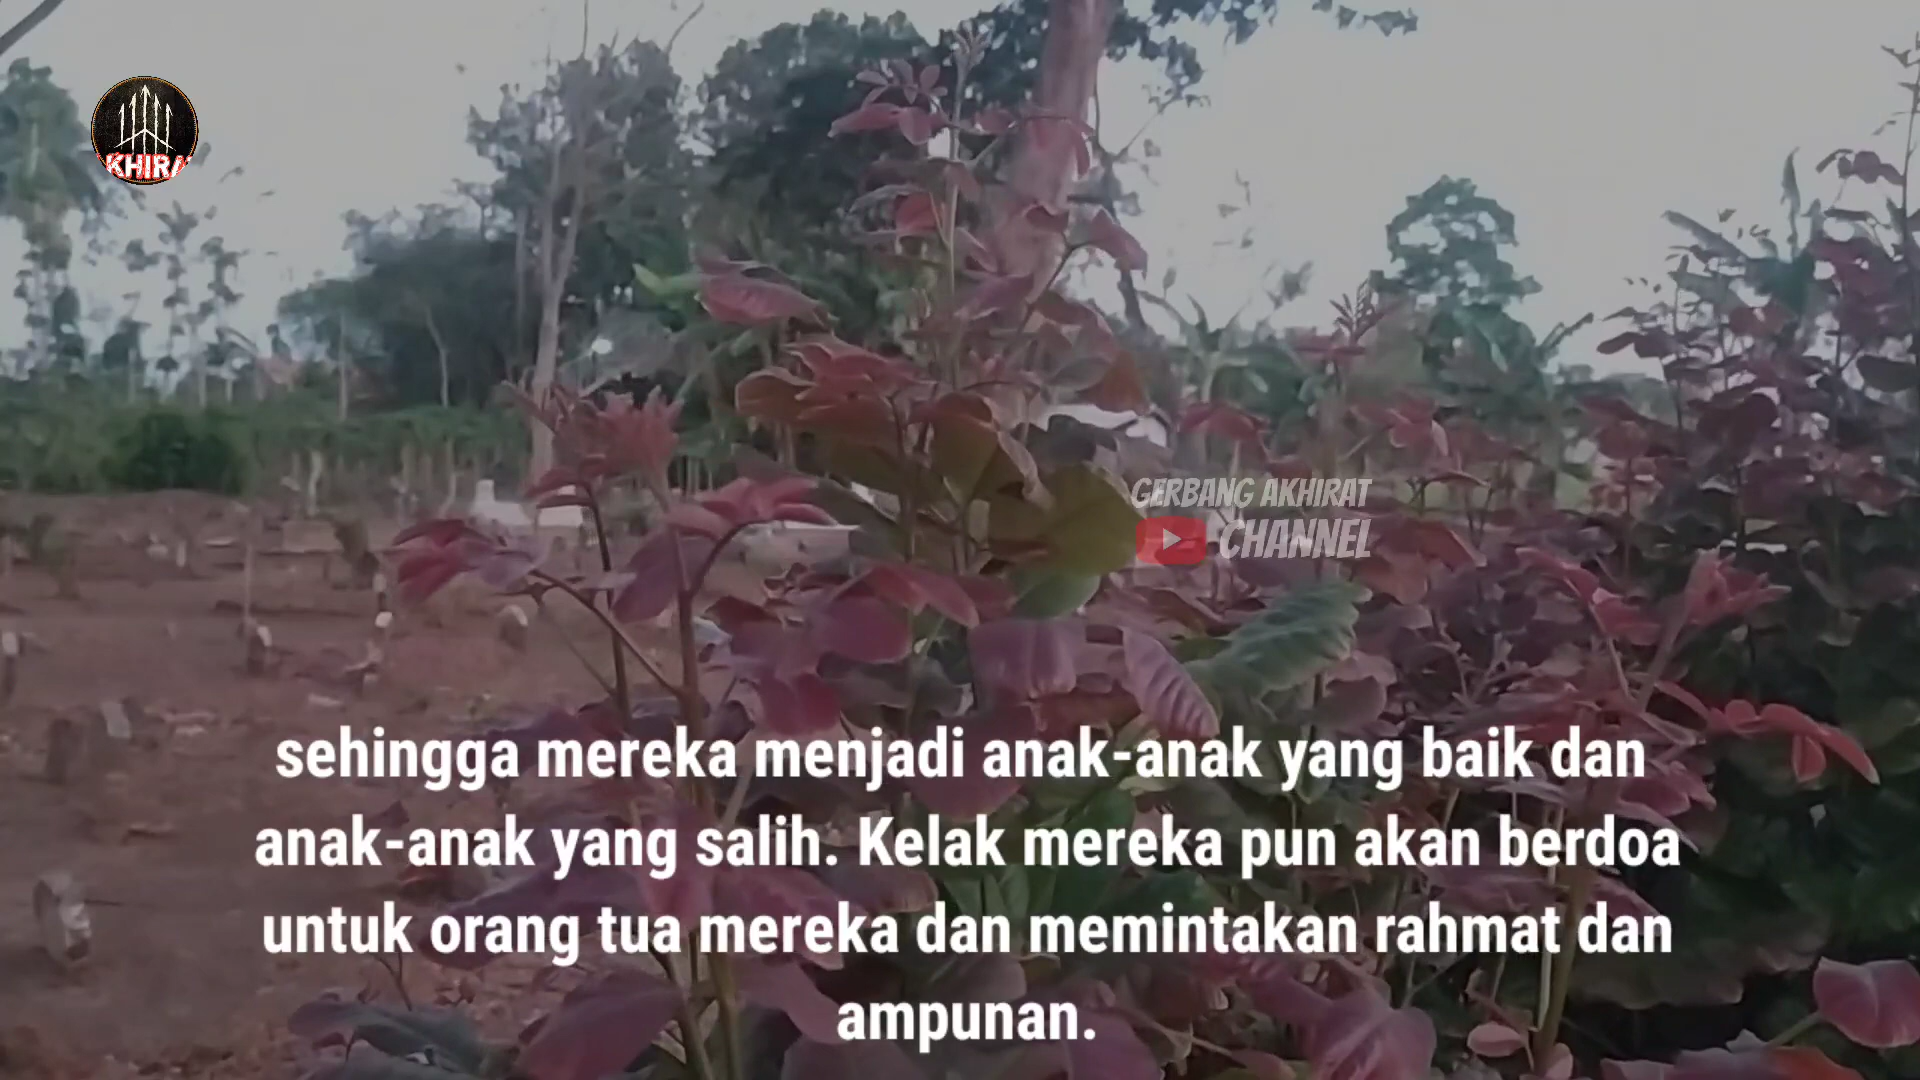 KHIRA
GERBANG AKHIRAT
CHANNEL
sehingga mereka menjadi anak-anak yang baik dan
anak-anak yang salih. Kelak mereka pun akan berdoa
untuk orang tua mereka dan memintakan rahmat dan
ampunan.